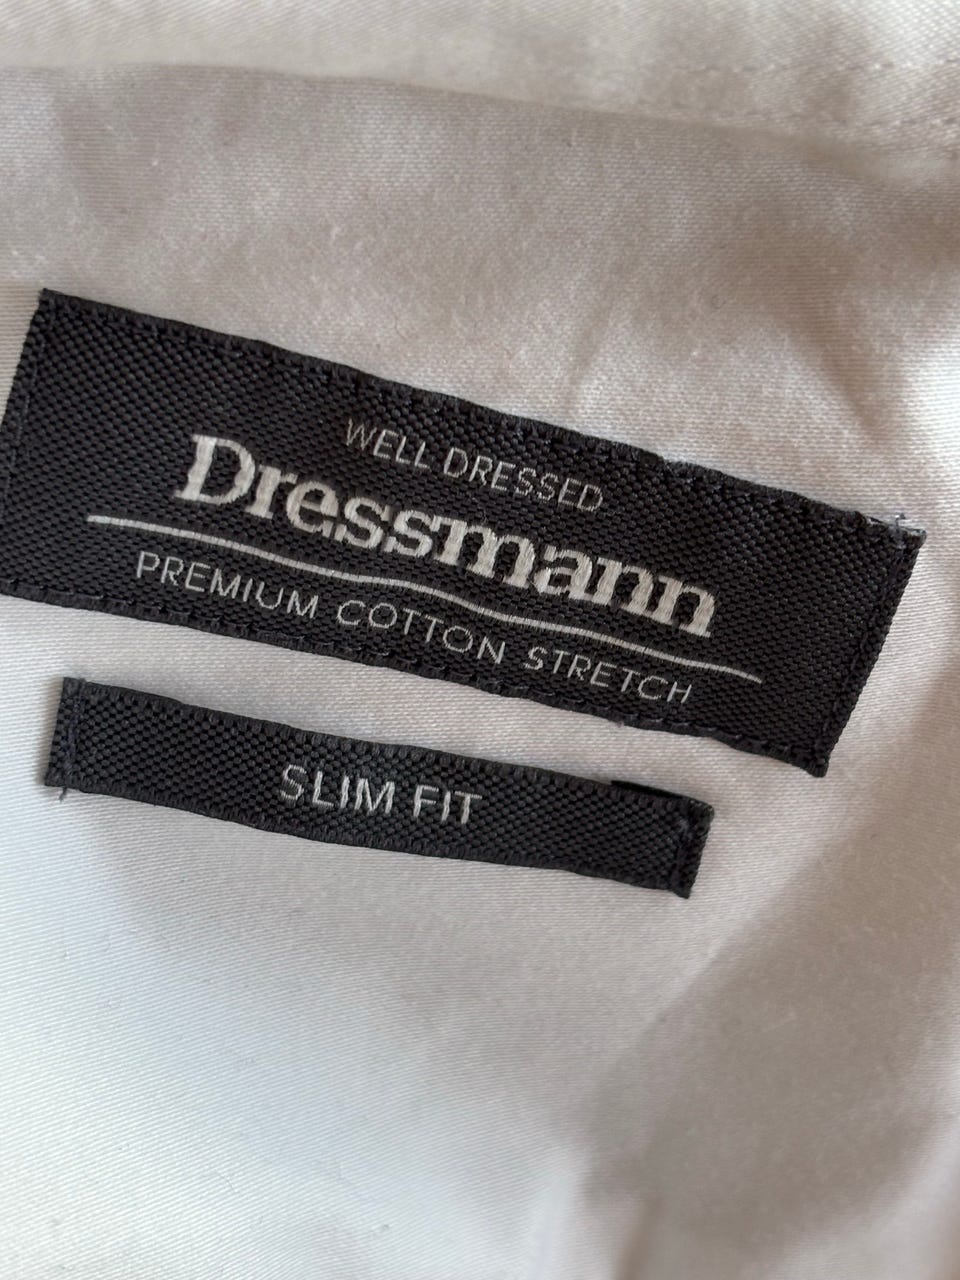 WELL DRESSED
Dressmann
PREMIUM COTTON STRETCH
SLIM FIT